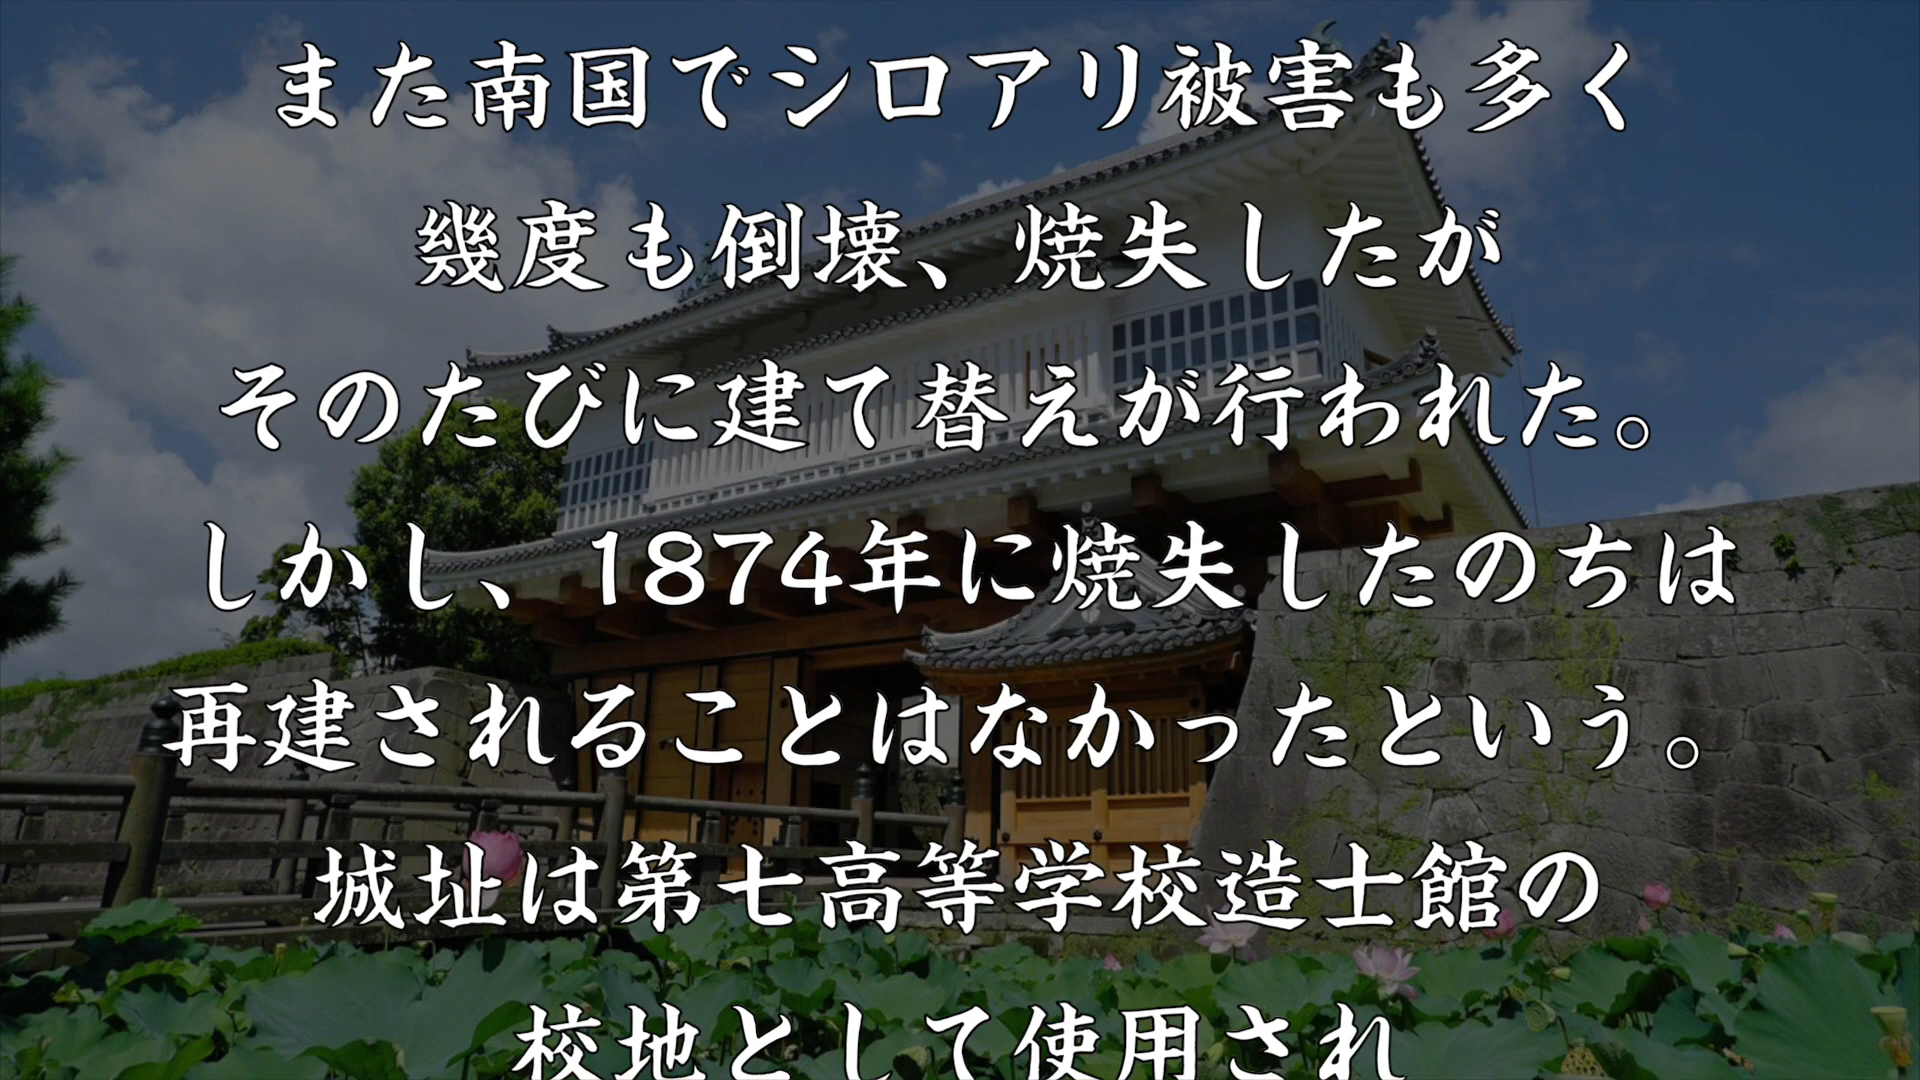 また南国でシロアリ被害も多く
幾度も倒壊、焼失したが
そのたびに建て替えが行われた。
しかし、1874年に焼失したのちは
再建されることはなかったという。
城址は第七高等学校造士館の
校地として使用され